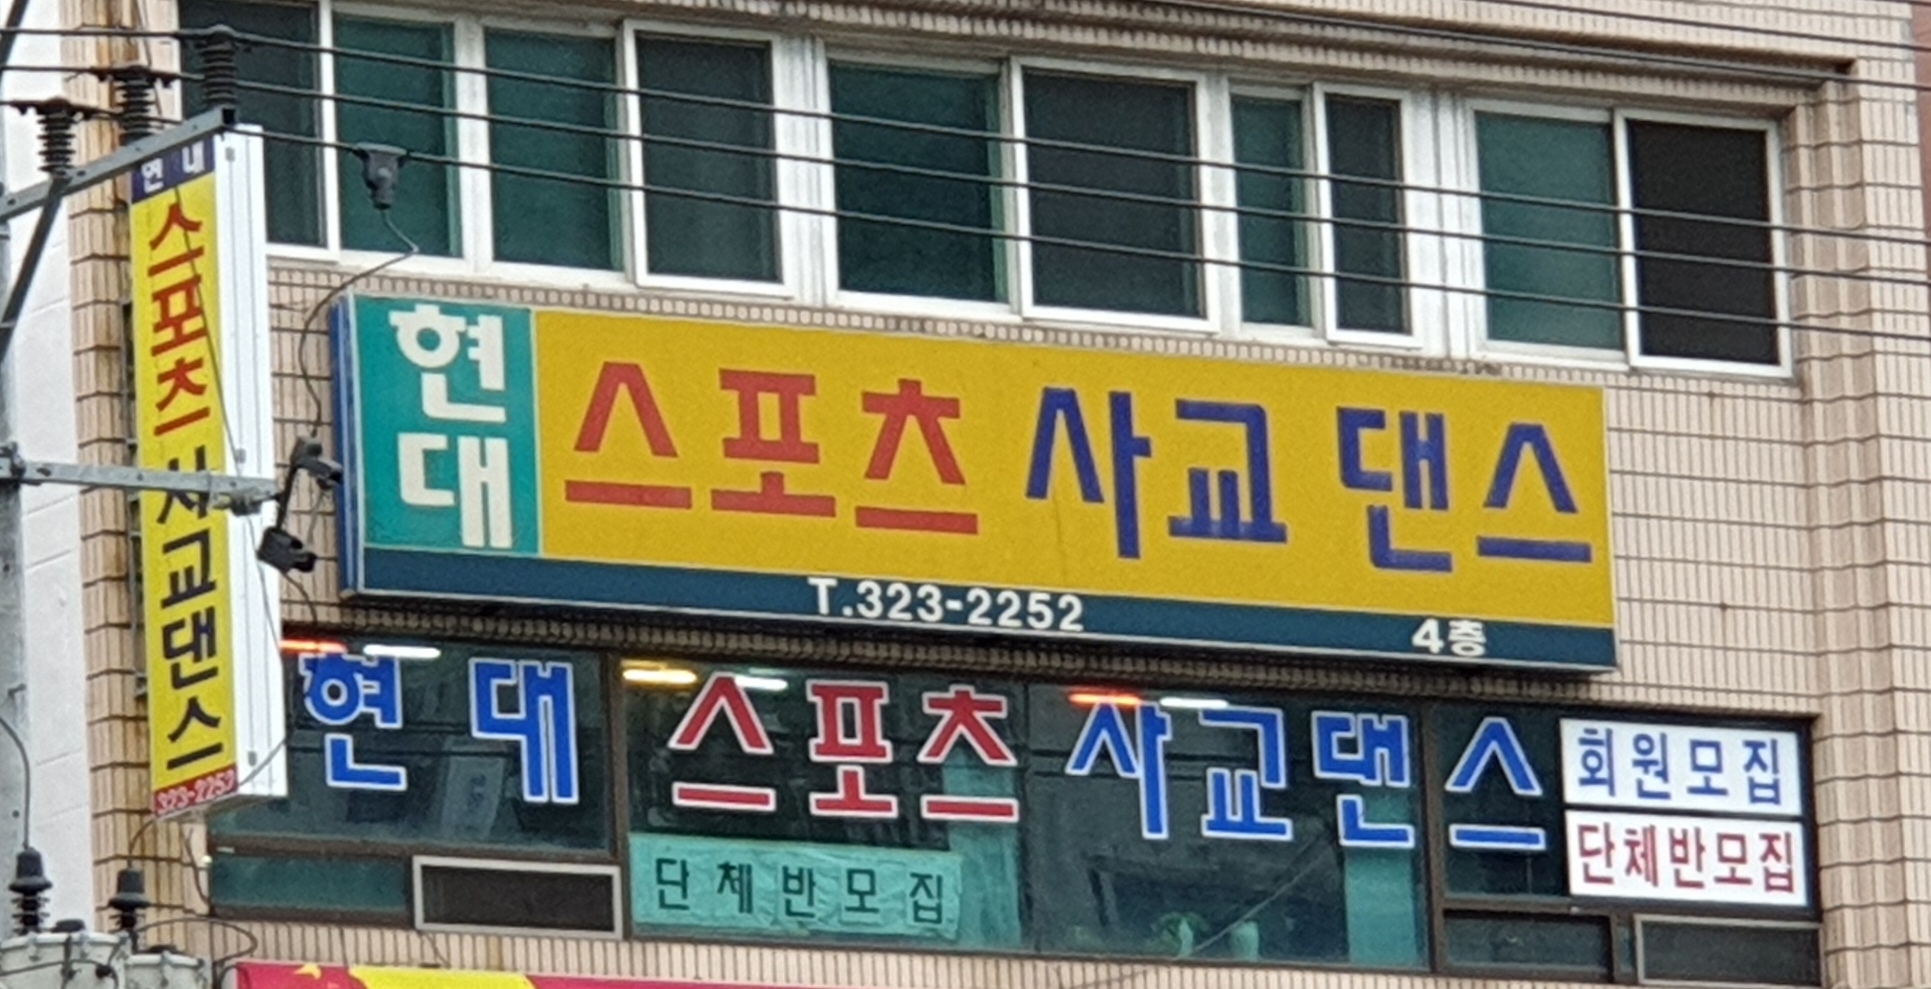 현대
스포츠 사교댄스
323-2252
현대
스포츠 사교 댄스
T.323-2252
4층
현대 스포츠 사교댄스
회원모집
단체반모집
단체반모집